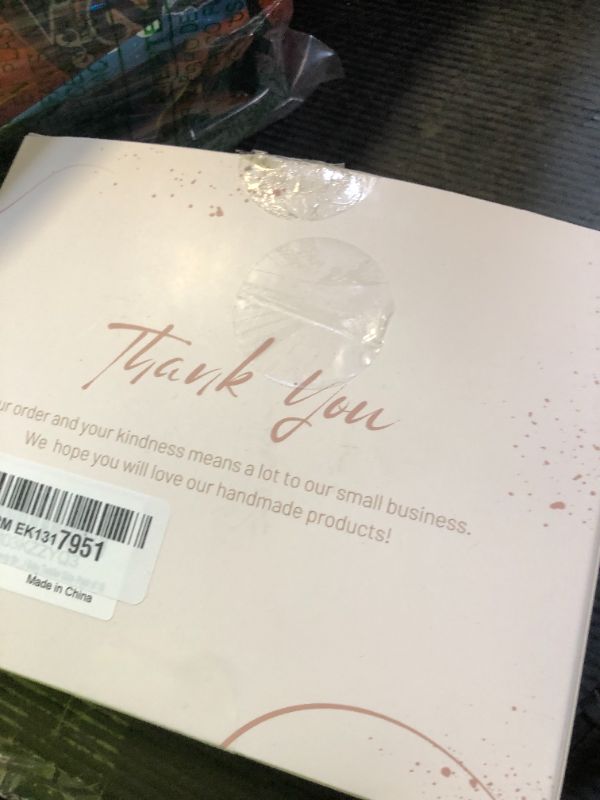 Thank You
ur order and your kindness means a lot to our small business.
We hope you will love our handmade products!
M EK1317951
Made in China